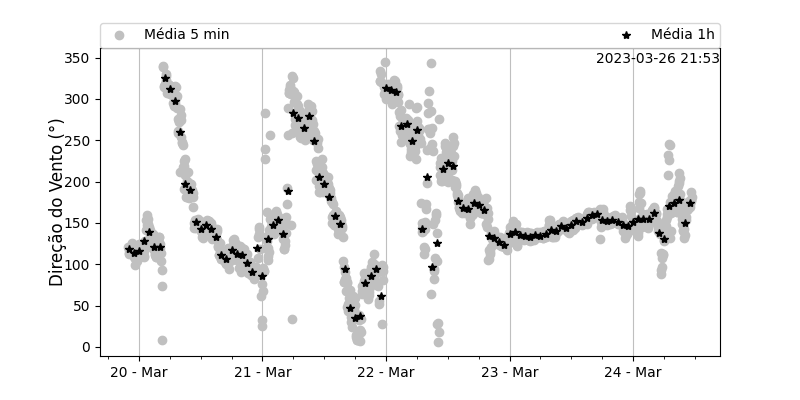 Média 5 min
Média 1h
2023-03-26 21:53
Direção do Vento (°)
350
300
250
200
150
100
50
0
20 - Mar
21 - Mar
22 - Mar
23 - Mar
24 - Mar